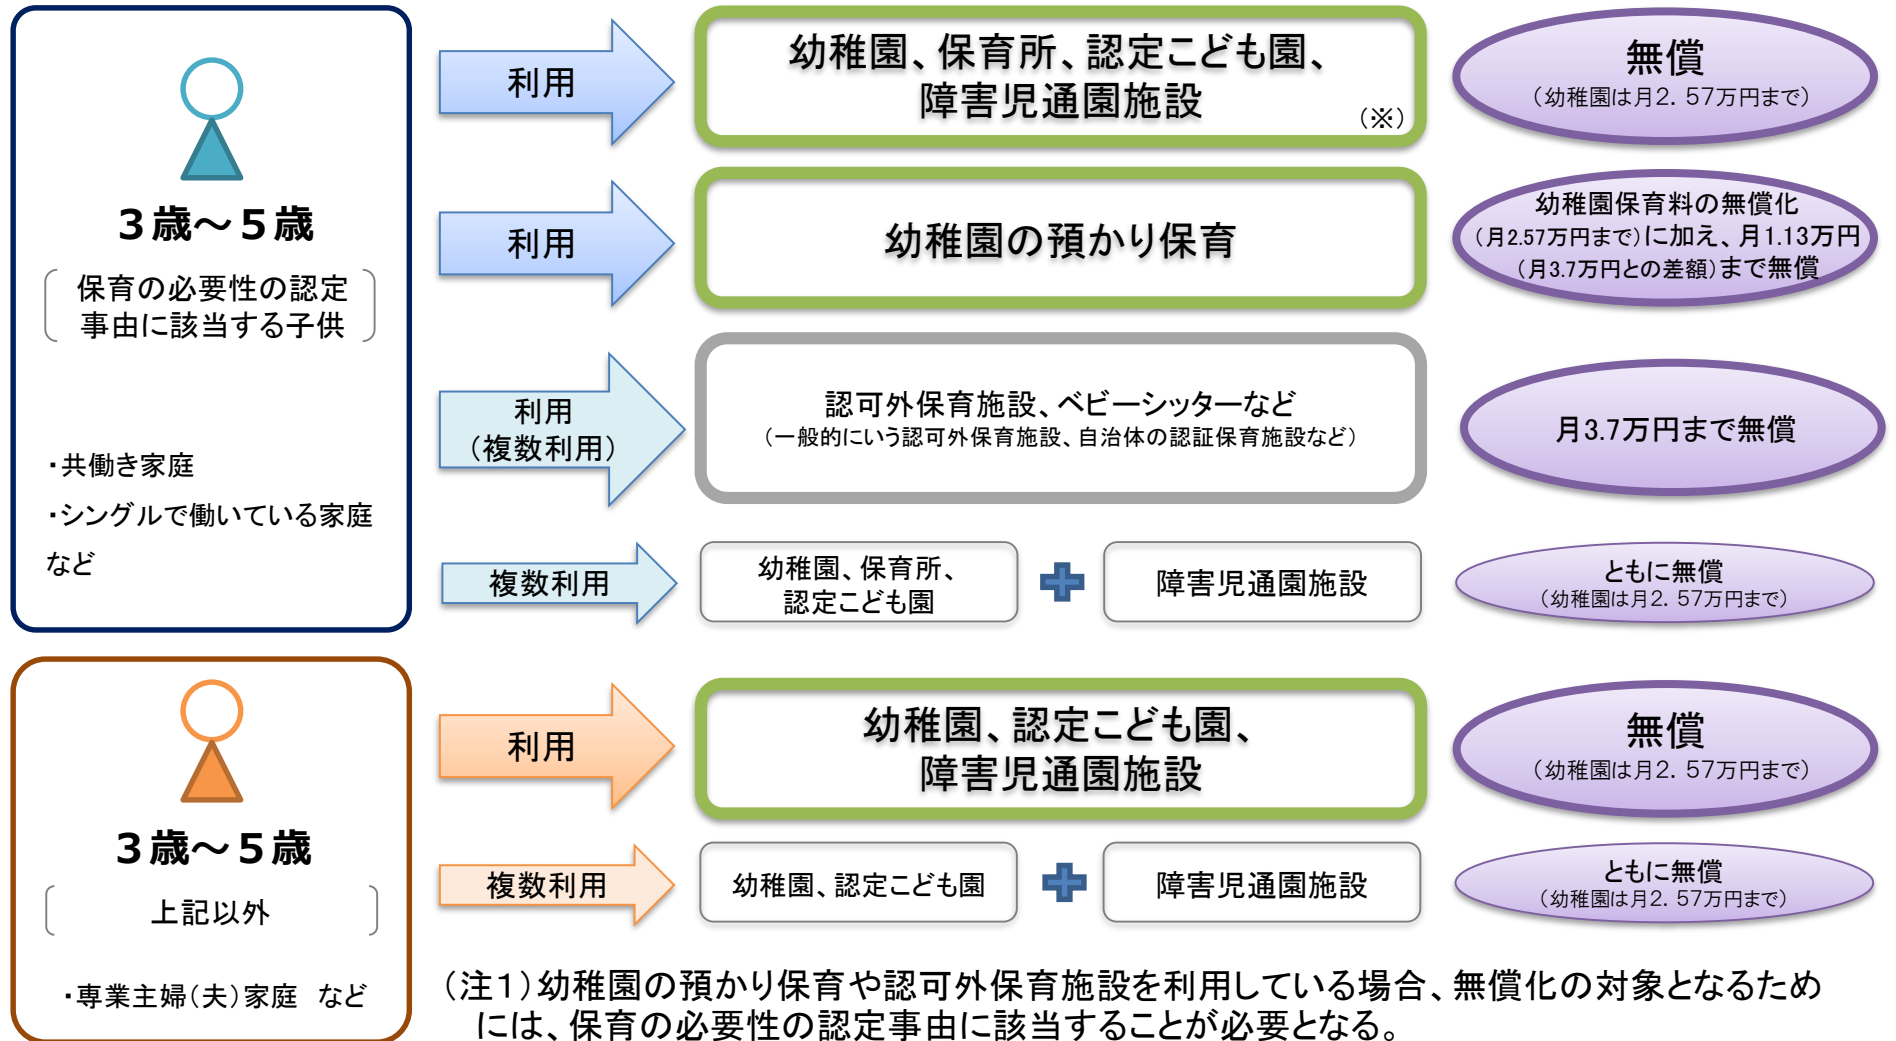 3歳～5歳
保育の必要性の認定
事由に該当する子供
・共働き家庭
・シングルで働いている家庭
など
利用
幼稚園、保育所、認定こども園、
障害児通園施設
（※）
無償
（幼稚園は月2．57万円まで）
利用
幼稚園の預かり保育
幼稚園保育料の無償化
（月2.57万円まで）に加え、月1.13万円
（月3.7万円との差額）まで無償
利用
（複数利用）
認可外保育施設、ベビーシッターなど
（一般的にいう認可外保育施設、自治体の認証保育施設など）
月3.7万円まで無償
複数利用
幼稚園、保育所、
認定こども園
障害児通園施設
ともに無償
（幼稚園は月2．57万円まで）
3歳～5歳
上記以外
・専業主婦（夫）家庭 など
利用
幼稚園、認定こども園、
障害児通園施設
無償
（幼稚園は月2．57万円まで）
複数利用
幼稚園、認定こども園
障害児通園施設
ともに無償
（幼稚園は月2．57万円まで）
（注１）幼稚園の預かり保育や認可外保育施設を利用している場合、無償化の対象となるため
には、保育の必要性の認定事由に該当することが必要となる。